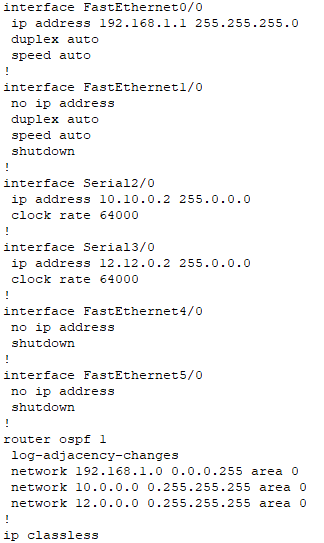 interface FastEthernet0/0
 ip address 192.168.1.1 255.255.255.0
 duplex auto
 speed auto
!
interface FastEthernet1/0
 no ip address
 duplex auto
 speed auto
 shutdown
!
interface Serial2/0
 ip address 10.10.0.2 255.0.0.0
 clock rate 64000
!
interface Serial3/0
 ip address 12.12.0.2 255.0.0.0
 clock rate 64000
!
interface FastEthernet4/0
 no ip address
 shutdown
!
interface FastEthernet5/0
 no ip address
 shutdown
!
router ospf 1
 log-adjacency-changes
 network 192.168.1.0 0.0.0.255 area 0
 network 10.0.0.0 0.255.255.255 area 0
 network 12.0.0.0 0.255.255.255 area 0
!
ip classless